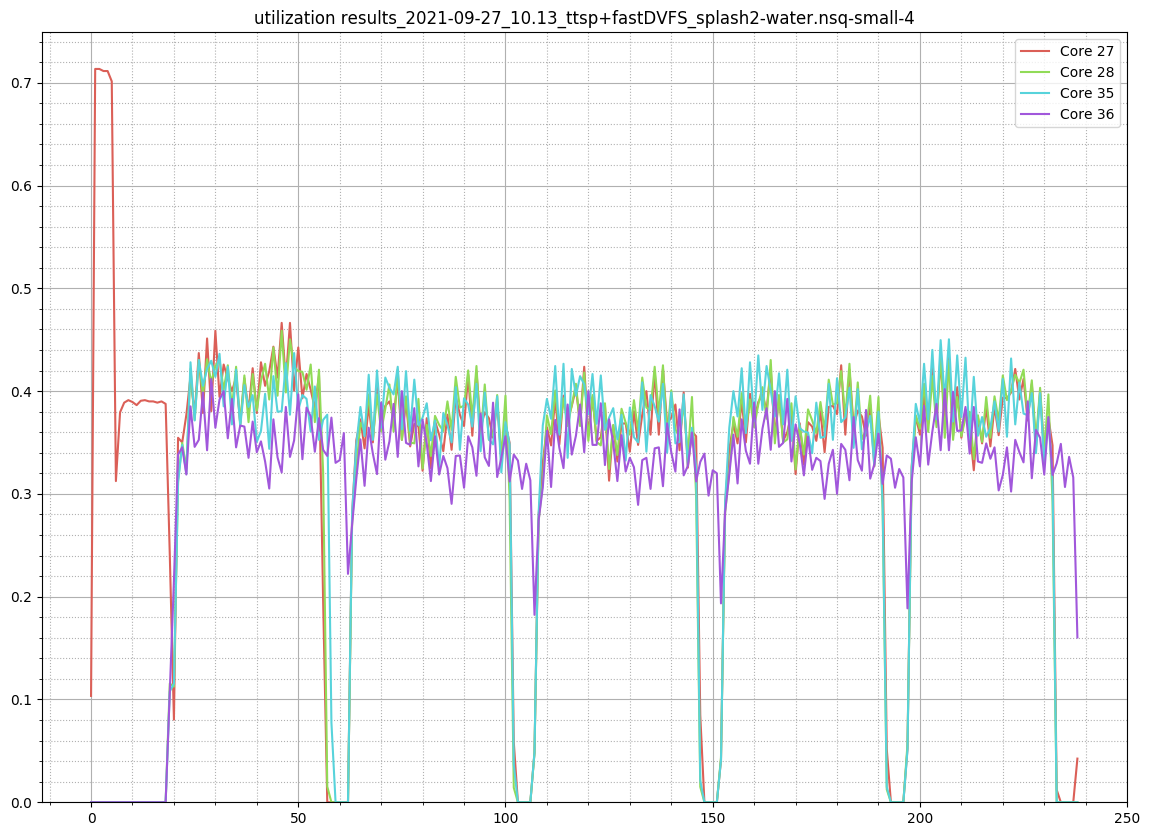 utilization results_2021-09-27_10.13_ttsp+fastDVFS_splash2-water.nsq-small-4
Core 27
Core 28
Core 35
Core 36
0.7
0.6
0.5
0.4
0.3
0.2
0.1
0.0
0
50
100
150
200
250